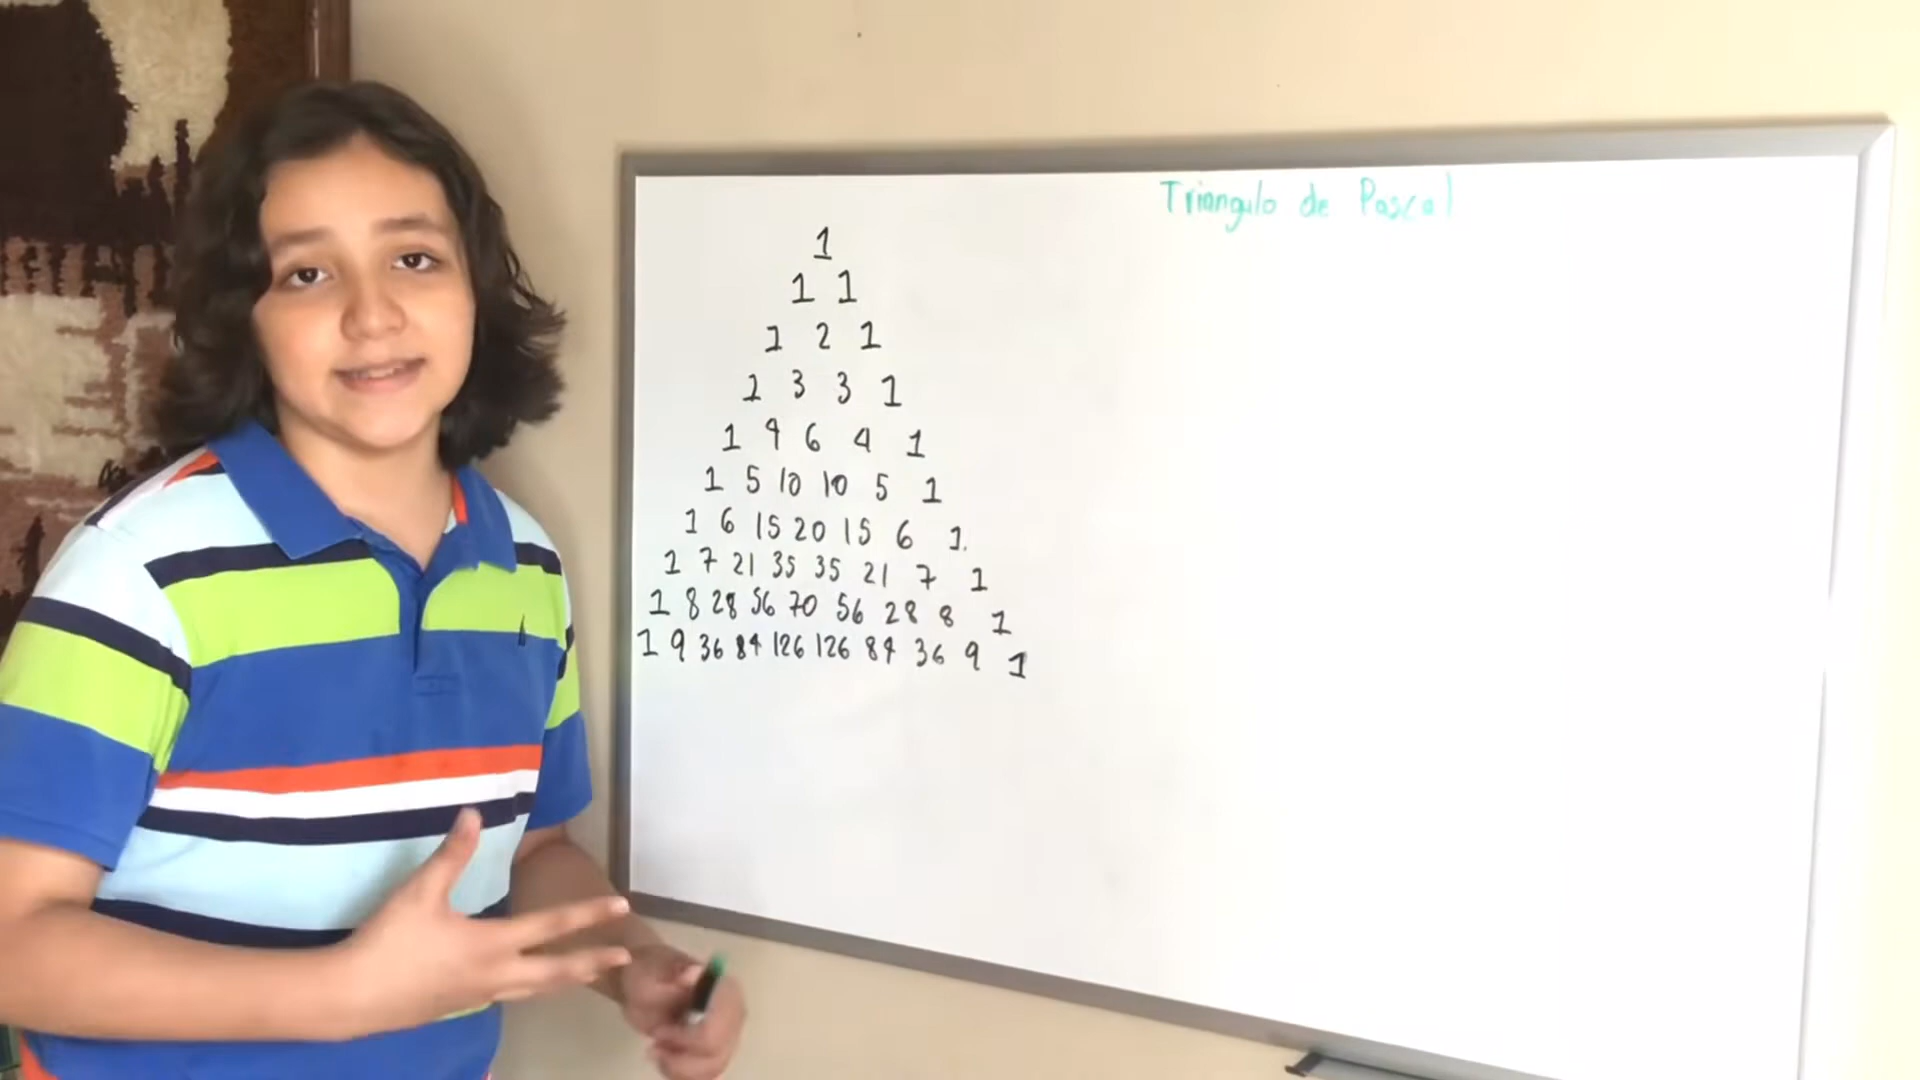 Triangulo de Pascal
1
1 1
1 2 1
1 3 3 1
1 4 6 4 1
1 5 10 10 5 1
1 6 15 20 15 6 1
1 7 21 35 35 21 7 1
1 8 28 56 70 56 28 8 1
1 9 36 84 126 126 84 36 9 1